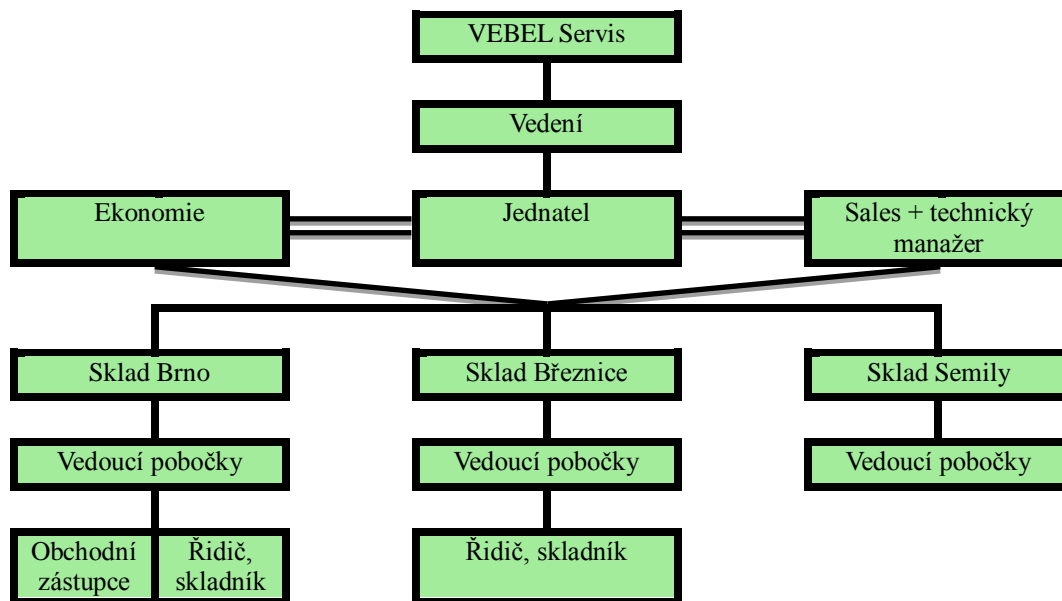 VEBEL Servis
Vedení
Ekonomie
Jednatel
Sales + technický
manažer
Sklad Brno
Sklad Březnice
Sklad Semily
Vedoucí pobočky
Vedoucí pobočky
Vedoucí pobočky
Obchodní
zástupce
Řidič,
skladník
Řidič, skladník